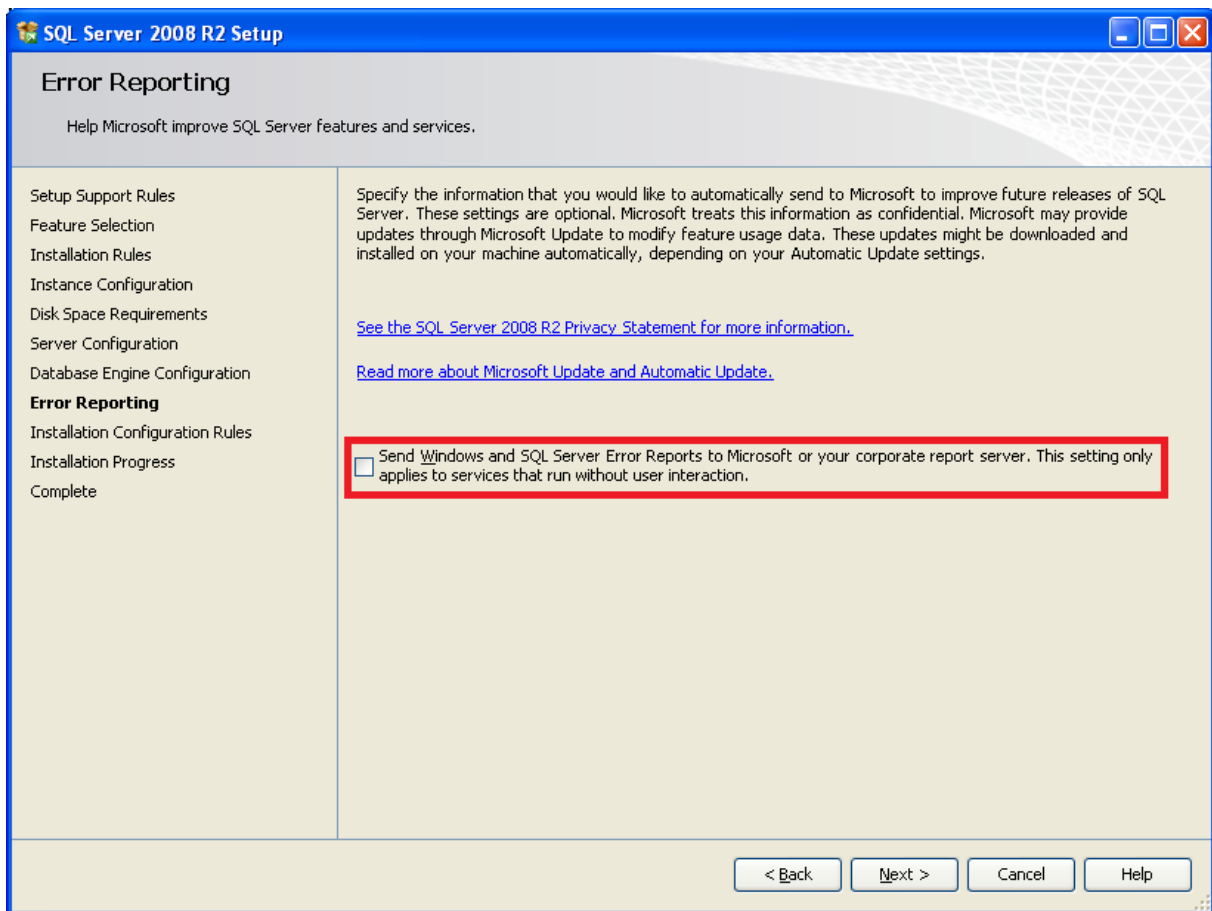 SQL Server 2008 R2 Setup
Error Reporting
Help Microsoft improve SQL Server features and services.
Setup Support Rules
Feature Selection
Installation Rules
Instance Configuration
Disk Space Requirements
Server Configuration
Database Engine Configuration
Error Reporting
Installation Configuration Rules
Installation Progress
Complete
Specify the information that you would like to automatically send to Microsoft to improve future releases of SQL
Server. These settings are optional. Microsoft treats this information as confidential. Microsoft may provide
updates through Microsoft Update to modify feature usage data. These updates might be downloaded and
installed on your machine automatically, depending on your Automatic Update settings.
See the SQL Server 2008 R2 Privacy Statement for more information.
Read more about Microsoft Update and Automatic Update.
Send Windows and SQL Server Error Reports to Microsoft or your corporate report server. This setting only
applies to services that run without user interaction.
< Back
Next >
Cancel
Help